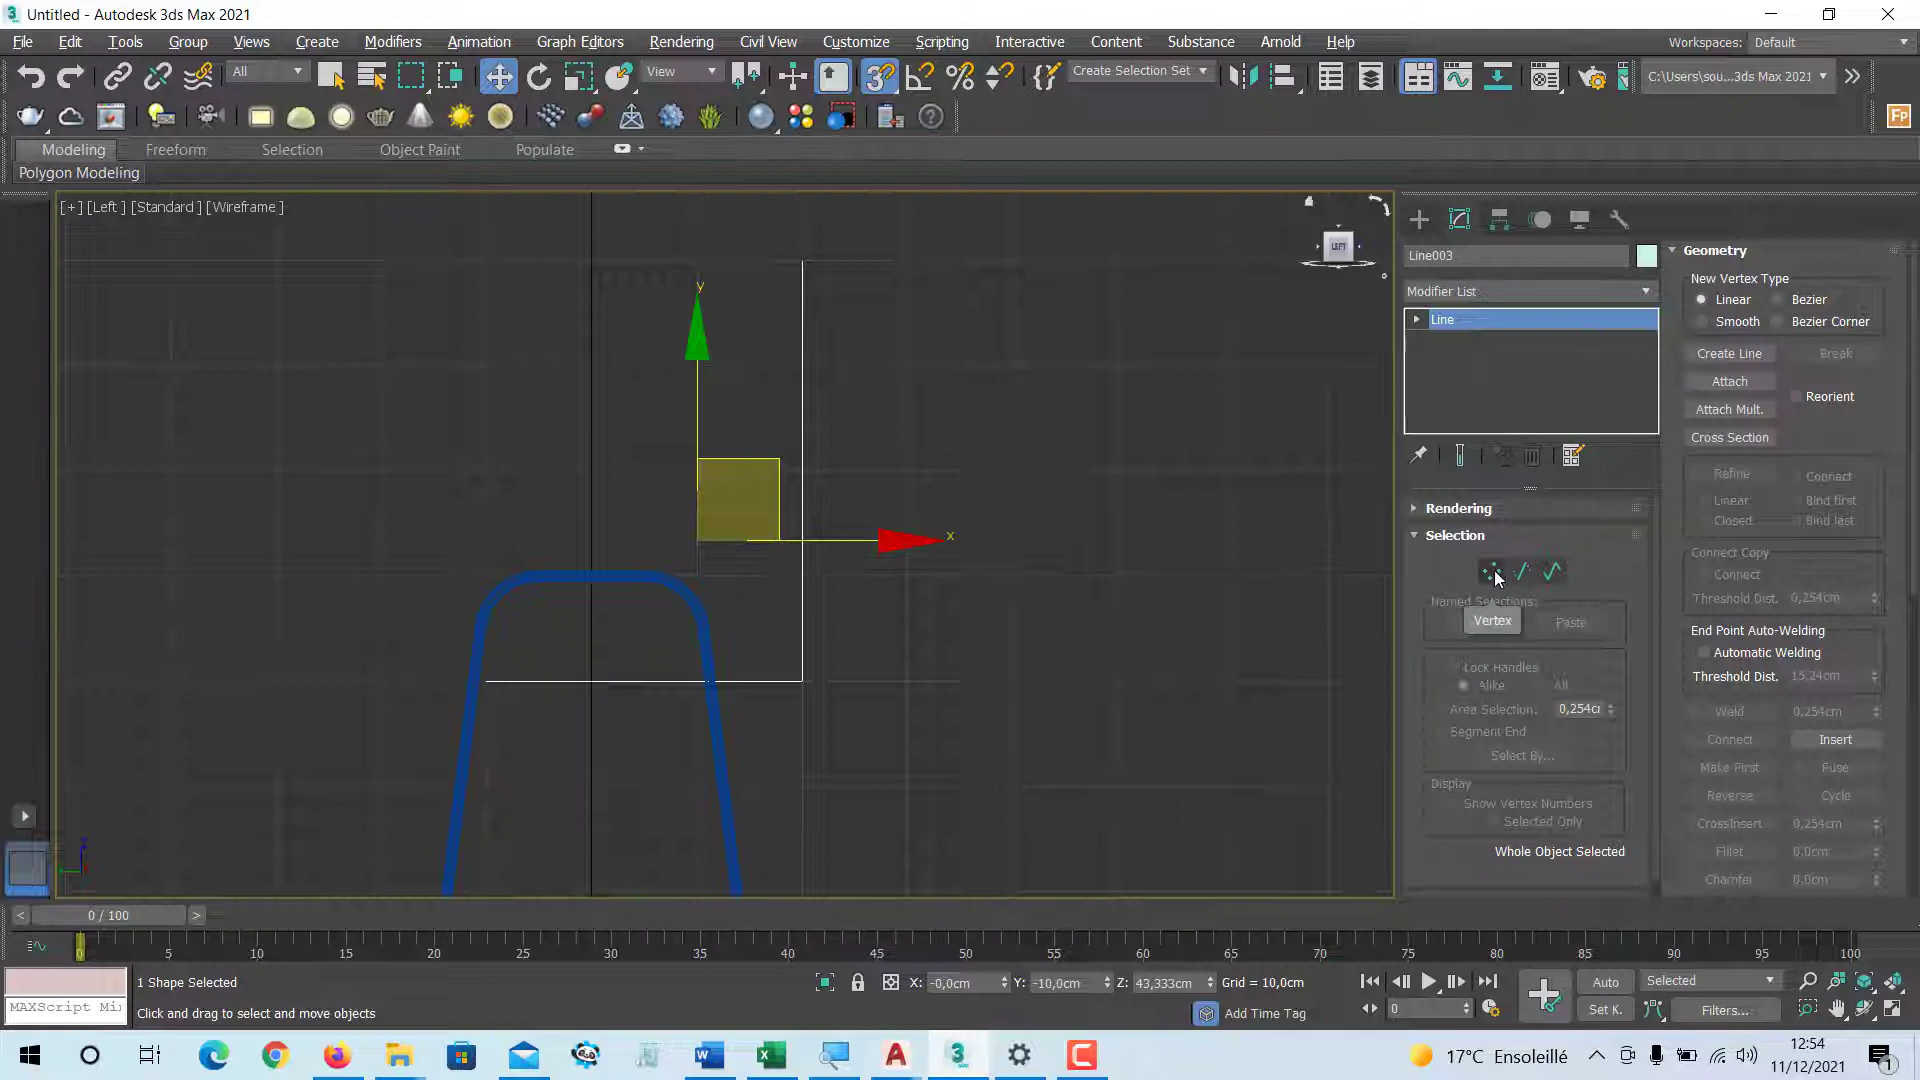 Untitled - Autodesk 3ds Max 2021
File Edit Tools Group Views Create Modifiers Animation Graph Editors Rendering Civil View Customize Scripting Interactive Content Substance Arnold Help
Workspaces: Default
All
View
Create Selection Set
C:\Users\sou...3ds Max 2021
Modeling Freeform Selection Object Paint Populate
Polygon Modeling
[+] [Left ] [Standard ] [Wireframe ]
LEFT
y
x
Line003
Modifier List
Line
Rendering
Selection
Named Selections:
Vertex
Paste
Lock Handles
Alike All
Area Selection: 0,254cm
Segment End
Select By...
Display
Show Vertex Numbers
Selected Only
Whole Object Selected
Geometry
New Vertex Type
Linear Bezier
Smooth Bezier Corner
Create Line Break
Attach
Reorient
Attach Mult.
Cross Section
Refine Connect
Linear Bind first
Closed Bind last
Connect Copy
Connect
Threshold Dist. 0,254cm
End Point Auto-Welding
Automatic Welding
Threshold Dist. 15,24cm
Weld 0,254cm
Connect Insert
Make First Fuse
Reverse Cycle
CrossInsert 0,254cm
Fillet 0,0cm
Chamfer 0,0cm
< 0 / 100 >
0 5 10 15 20 25 30 35 40 45 50 55 60 65 70 75 80 85 90 95 100
1 Shape Selected
X: -0,0cm Y: -10,0cm Z: 43,333cm Grid = 10,0cm
Auto Selected
MAXScript Mi
Click and drag to select and move objects
Add Time Tag
0
Set K. Filters...
17°C Ensoleillé
12:54
11/12/2021
1